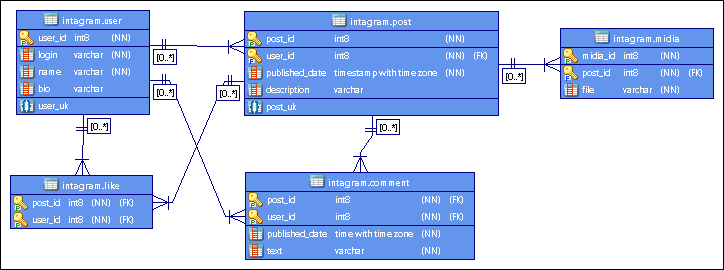 intagram.user
user_id int8 (NN)
login varchar (NN)
name varchar (NN)
bio varchar
user_uk
[0..*]
[0..*]
[0..*]
intagram.post
post_id int8 (NN)
user_id int8 (NN) (FK)
published_date timestamp with time zone (NN)
description varchar
post_uk
[0..*]
[0..*]
[0..*]
intagram.midia
midia_id int8 (NN)
post_id int8 (NN) (FK)
file varchar (NN)
intagram.like
post_id int8 (NN) (FK)
user_id int8 (NN) (FK)
intagram.comment
post_id int8 (NN) (FK)
user_id int8 (NN) (FK)
published_date time with time zone (NN)
text varchar (NN)